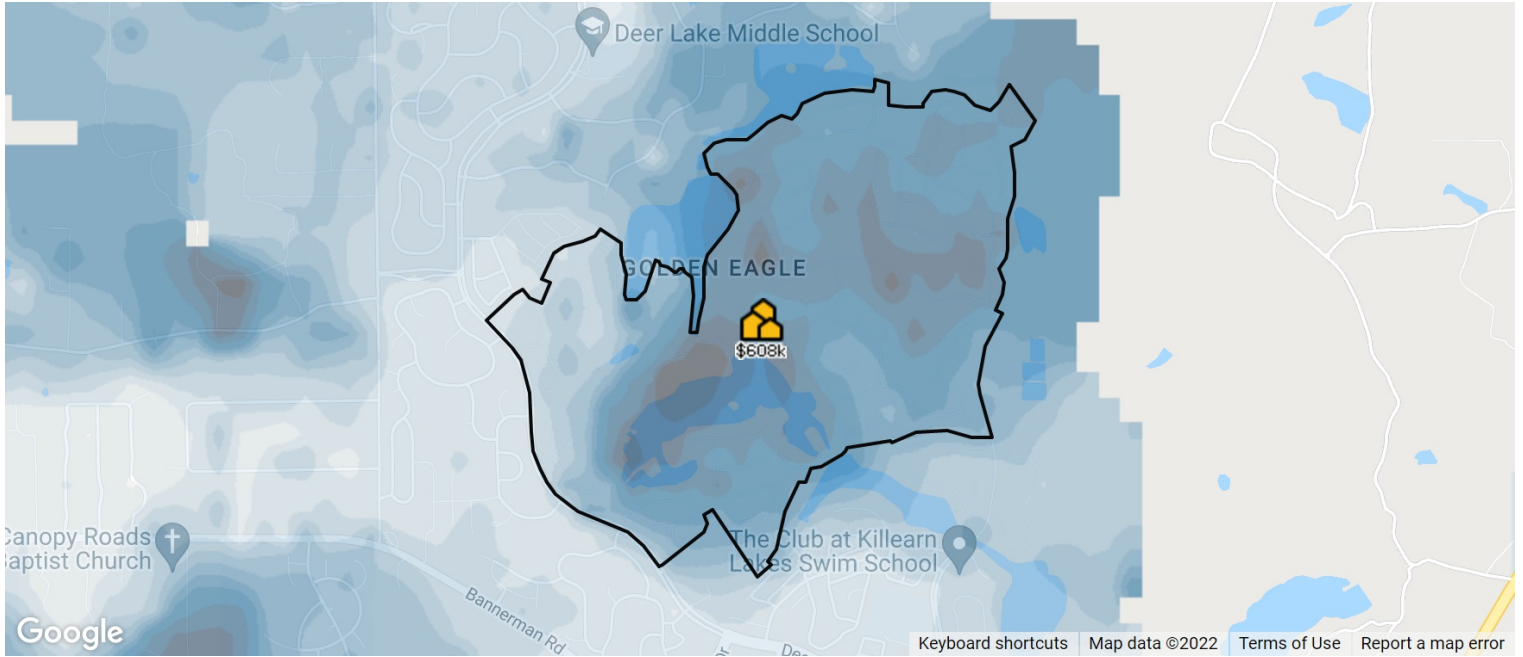 Deer Lake Middle School
GOLDEN EAGLE
$608k
Canopy Roads
Baptist Church
The Club at Killearn
Lakes Swim School
Bannerman Rd
Google
Keyboard shortcuts
Map data ©2022
Terms of Use
Report a map error